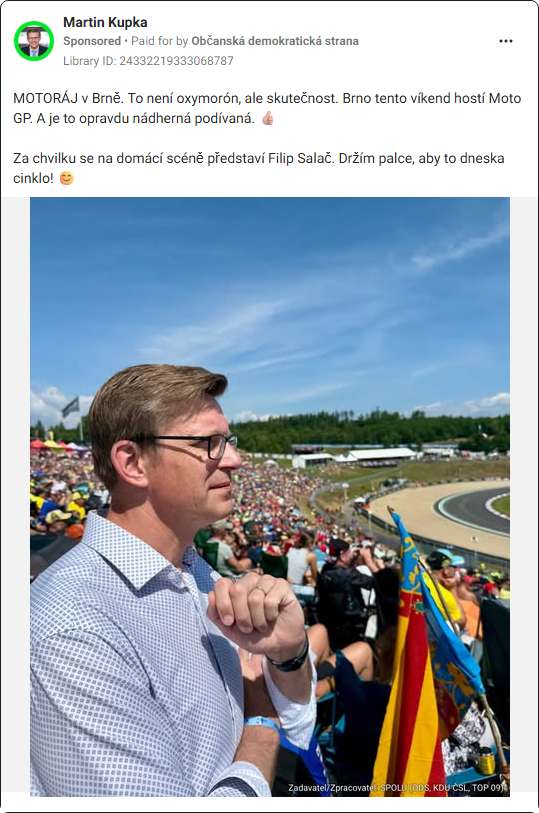 Martin Kupka
Sponsored • Paid for by Občanská demokratická strana
Library ID: 24332219333068787
MOTORÁJ v Brně. To není oxymorón, ale skutečnost. Brno tento víkend hostí Moto
GP. A je to opravdu nádherná podívaná. 👍🏼
Za chvilku se na domácí scéně představí Filip Salač. Držím palce, aby to dneska
cinklo! 😊
Zadavatel/Zpracovatel: SPOLU (ODS, KDU ČSL, TOP 09)